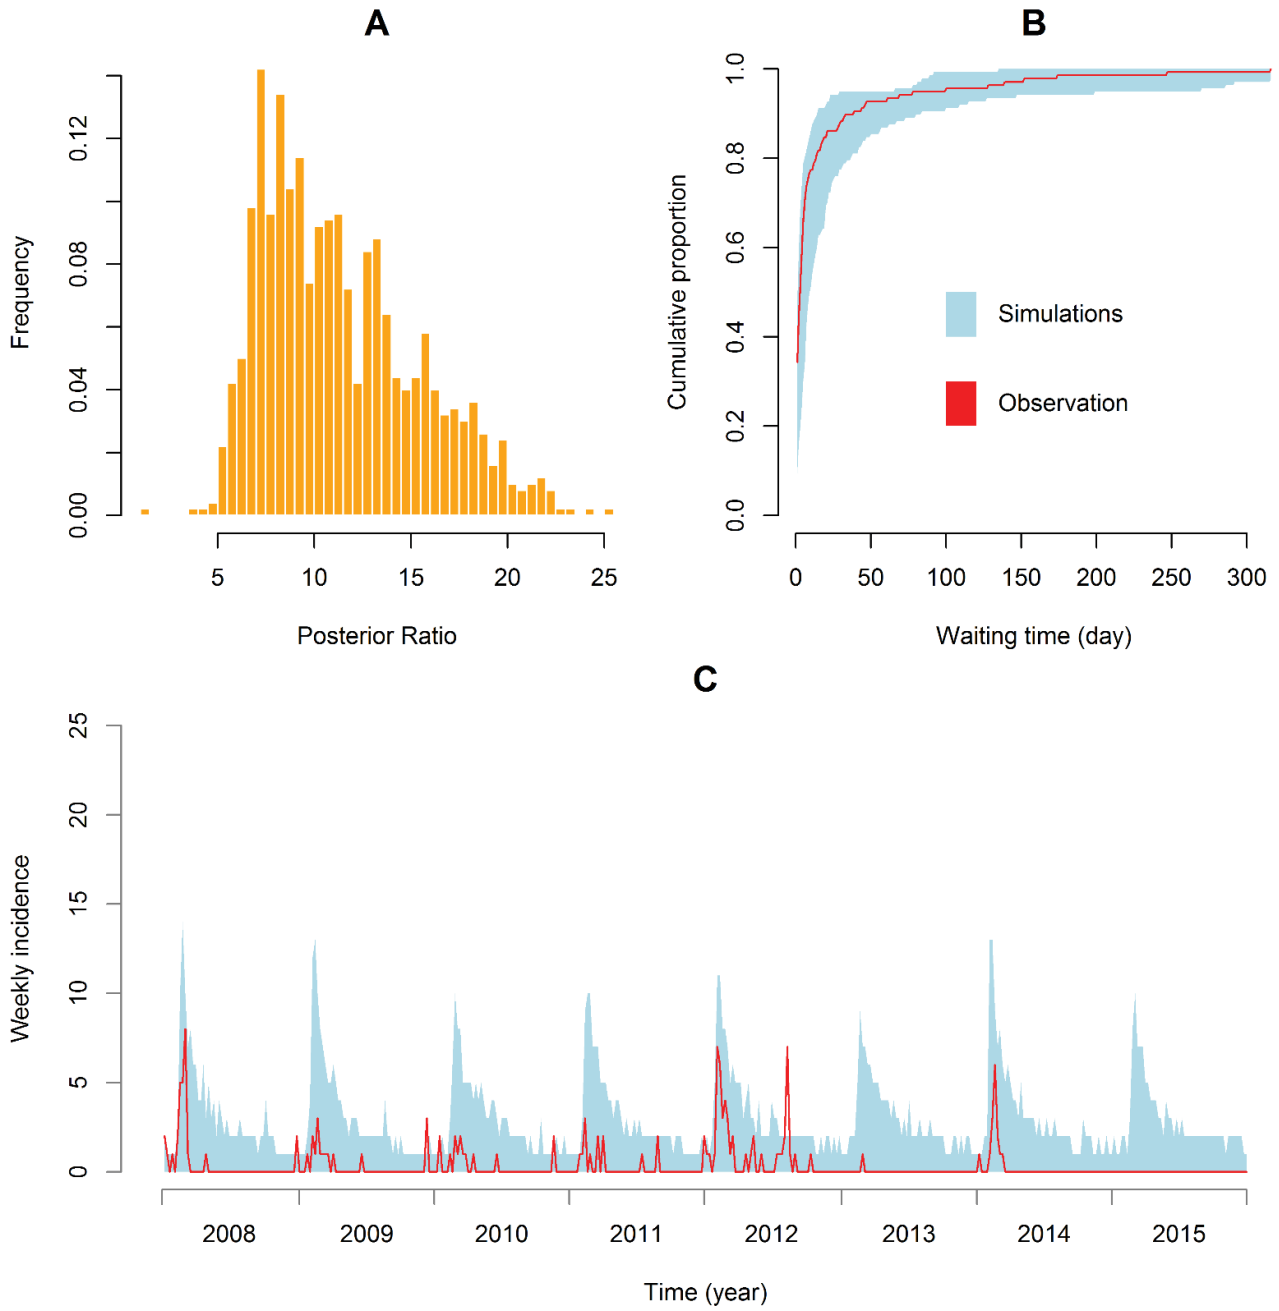 A
Frequency
0.00 0.04 0.08 0.12
5 10 15 20 25
Posterior Ratio
B
Cumulative proportion
0.0 0.2 0.4 0.6 0.8 1.0
Simulations
Observation
0 50 100 150 200 250 300
Waiting time (day)
C
Weekly incidence
0 5 10 15 20 25
2008 2009 2010 2011 2012 2013 2014 2015
Time (year)